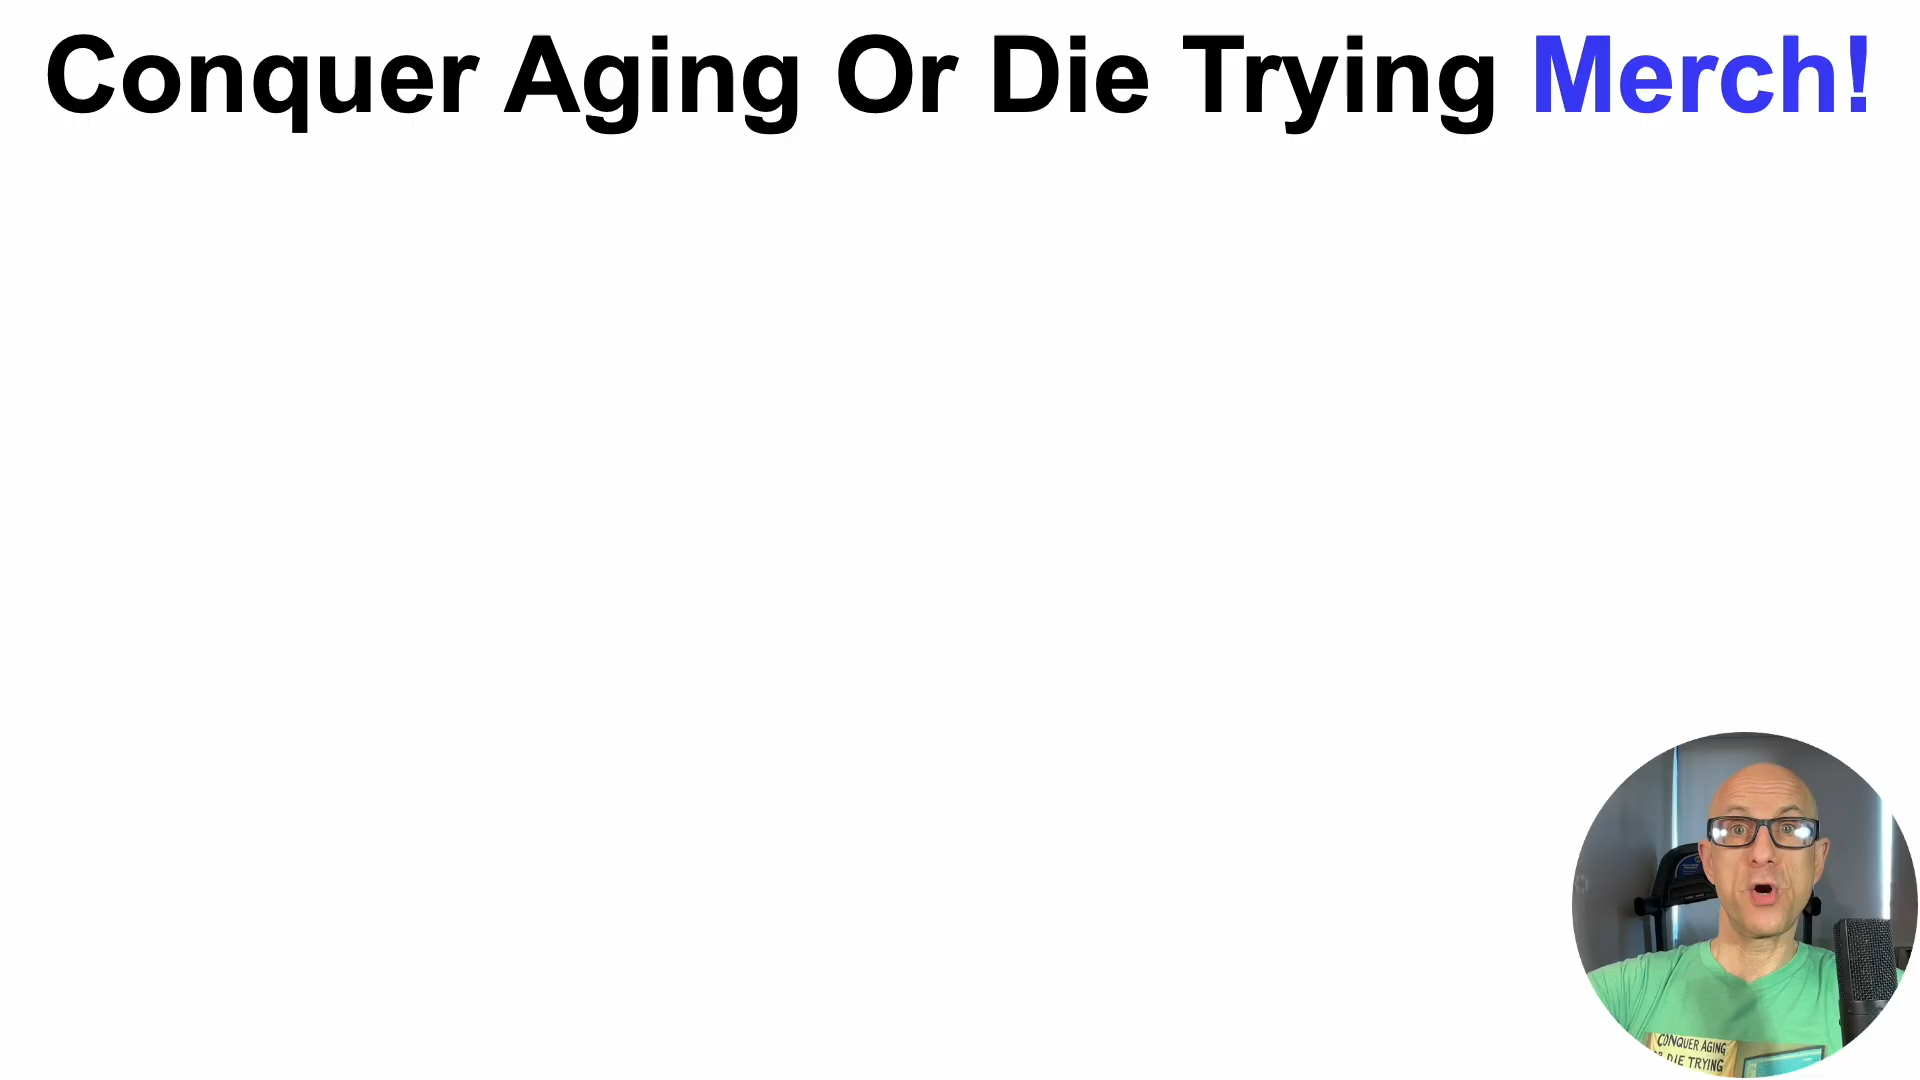 Conquer Aging Or Die Trying Merch!
CONQUER AGING
DIE TRYING